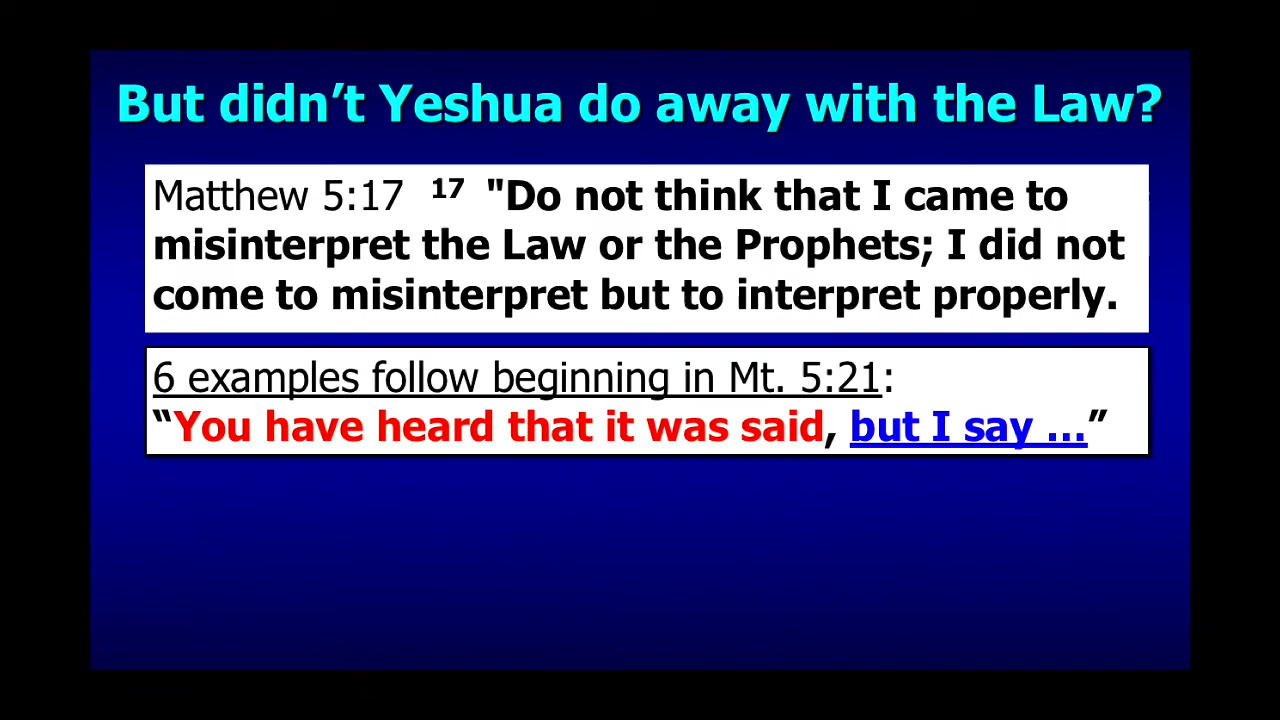 But didn’t Yeshua do away with the Law?
Matthew 5:17 17 "Do not think that I came to
misinterpret the Law or the Prophets; I did not
come to misinterpret but to interpret properly.
6 examples follow beginning in Mt. 5:21:
“You have heard that it was said, but I say …”